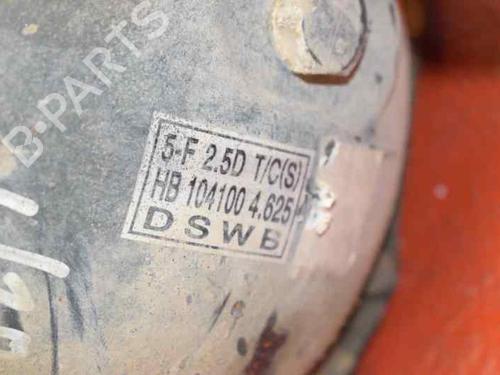 B-PARTS
5-F 2.5D T/C(S)
HB 104100 4.625
DSWB